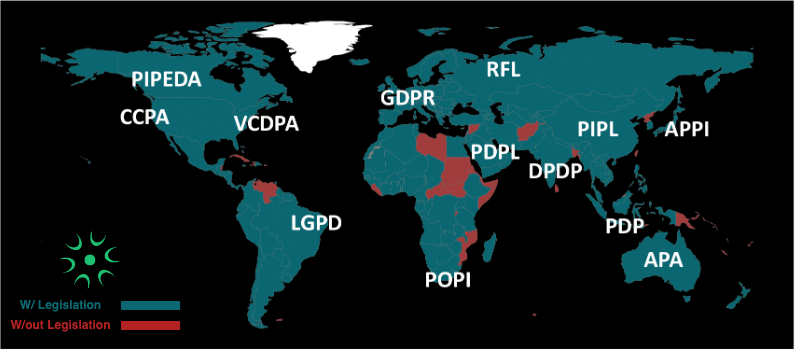 RFL
PIPEDA
GDPR
CCPA
VCDPA
PIPL
APPI
PDPL
DPDP
LGPD
PDP
APA
POPI
W/ Legislation
W/out Legislation